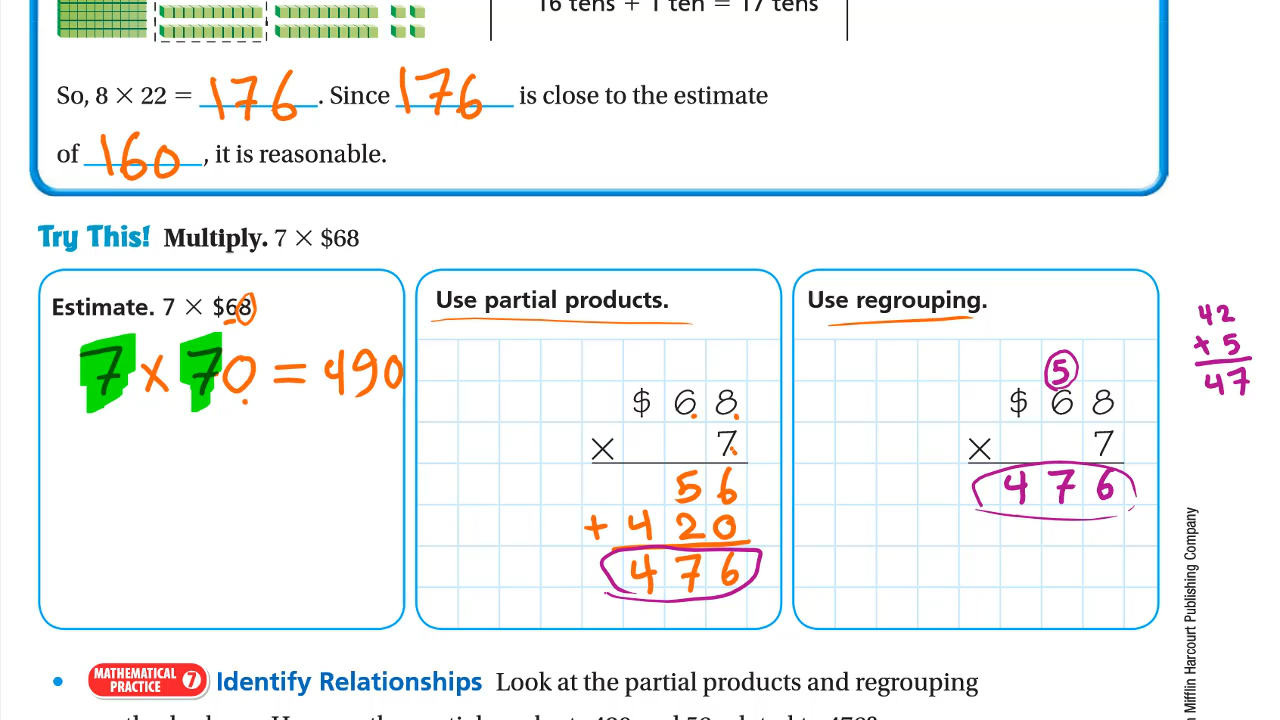 16 tens + 1 ten = 17 tens
So, 8 × 22 = 176 . Since 176 is close to the estimate
of 160 , it is reasonable.
Try This! Multiply. 7 × $68
Estimate. 7 × $68
0
7 × 70 = 490
Use partial products.
$ 6 8
× 7
5 6
+ 4 2 0
4 7 6
Use regrouping.
5
$ 6 8
× 7
4 7 6
42
+ 5
47
n Mifflin Harcourt Publishing Company
• MATHEMATICAL PRACTICE 7 Identify Relationships Look at the partial products and regrouping